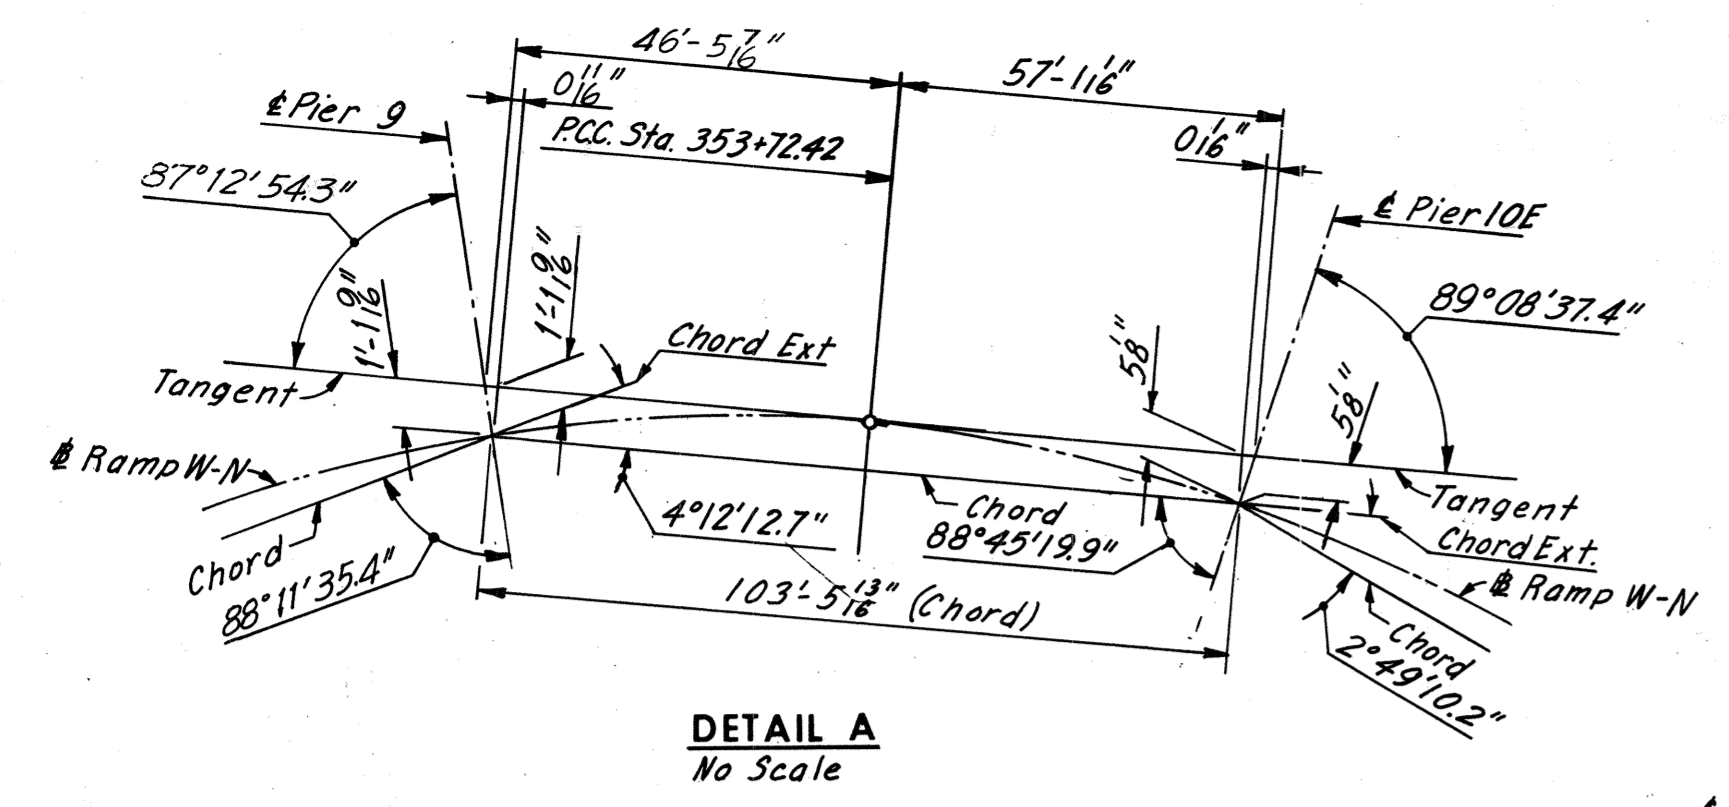 46'-5 7/16"
57'-1 1/16"
0 11/16"
℄ Pier 9
P.C.C. Sta. 353+72.42
0 1/16"
87°12'54.3"
℄ Pier 10E
1'-1 9/16"
1'-1 9/16"
89°08'37.4"
Chord Ext
5 1/8"
5 1/8"
Tangent
℄ Ramp W-N
Chord
4°12'12.7"
Chord
88°45'19.9"
Tangent
Chord Ext.
88°11'35.4"
103'-5 13/16" (Chord)
℄ Ramp W-N
Chord
2°49'10.2"
DETAIL A
No Scale